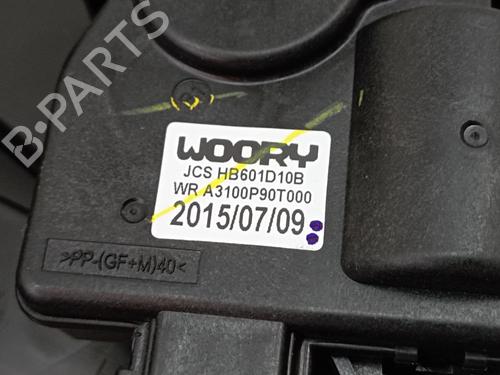 B-PARTS
WOORY
JCS HB601D10B
WR A3100P90T000
2015/07/09
>PP-(GF+M)40<